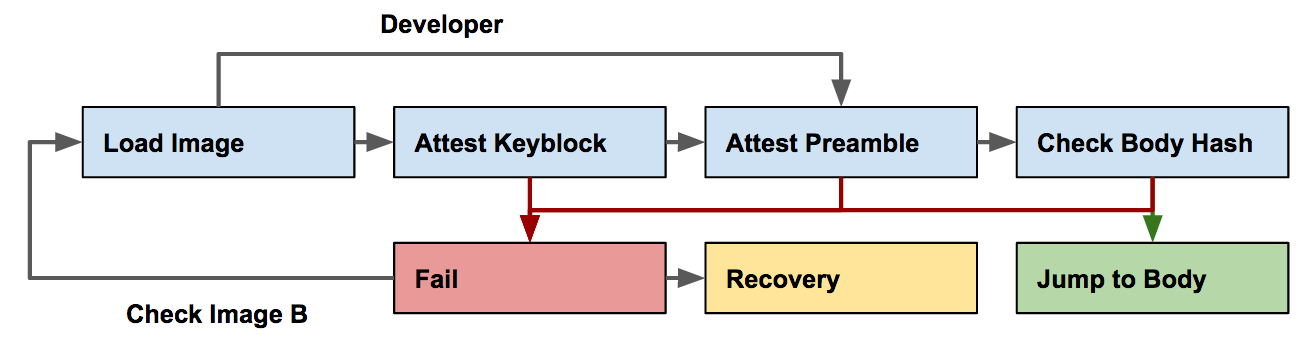 Developer
Load Image
Attest Keyblock
Attest Preamble
Check Body Hash
Fail
Recovery
Jump to Body
Check Image B